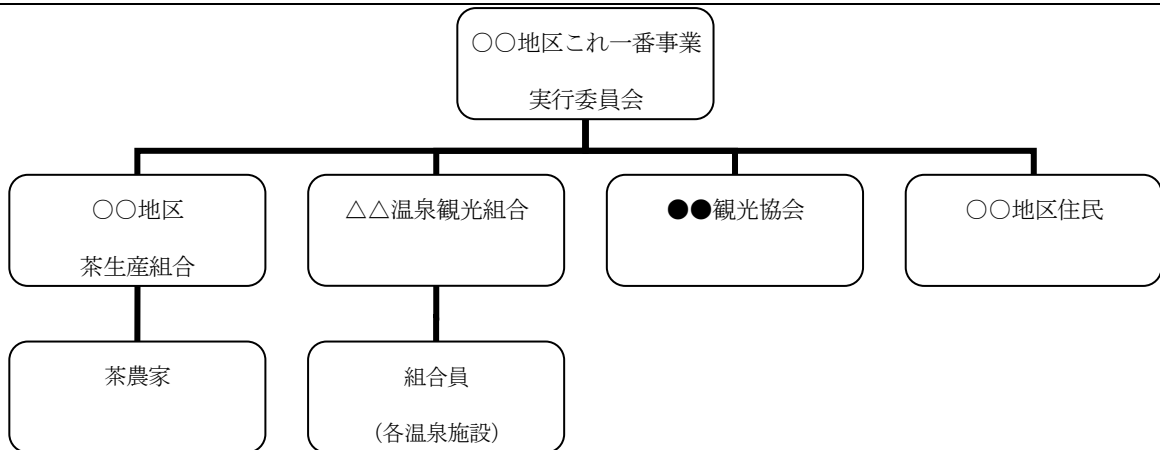 ○○地区これ一番事業
実行委員会
○○地区
茶生産組合
△△温泉観光組合
●●観光協会
○○地区住民
茶農家
組合員
（各温泉施設）